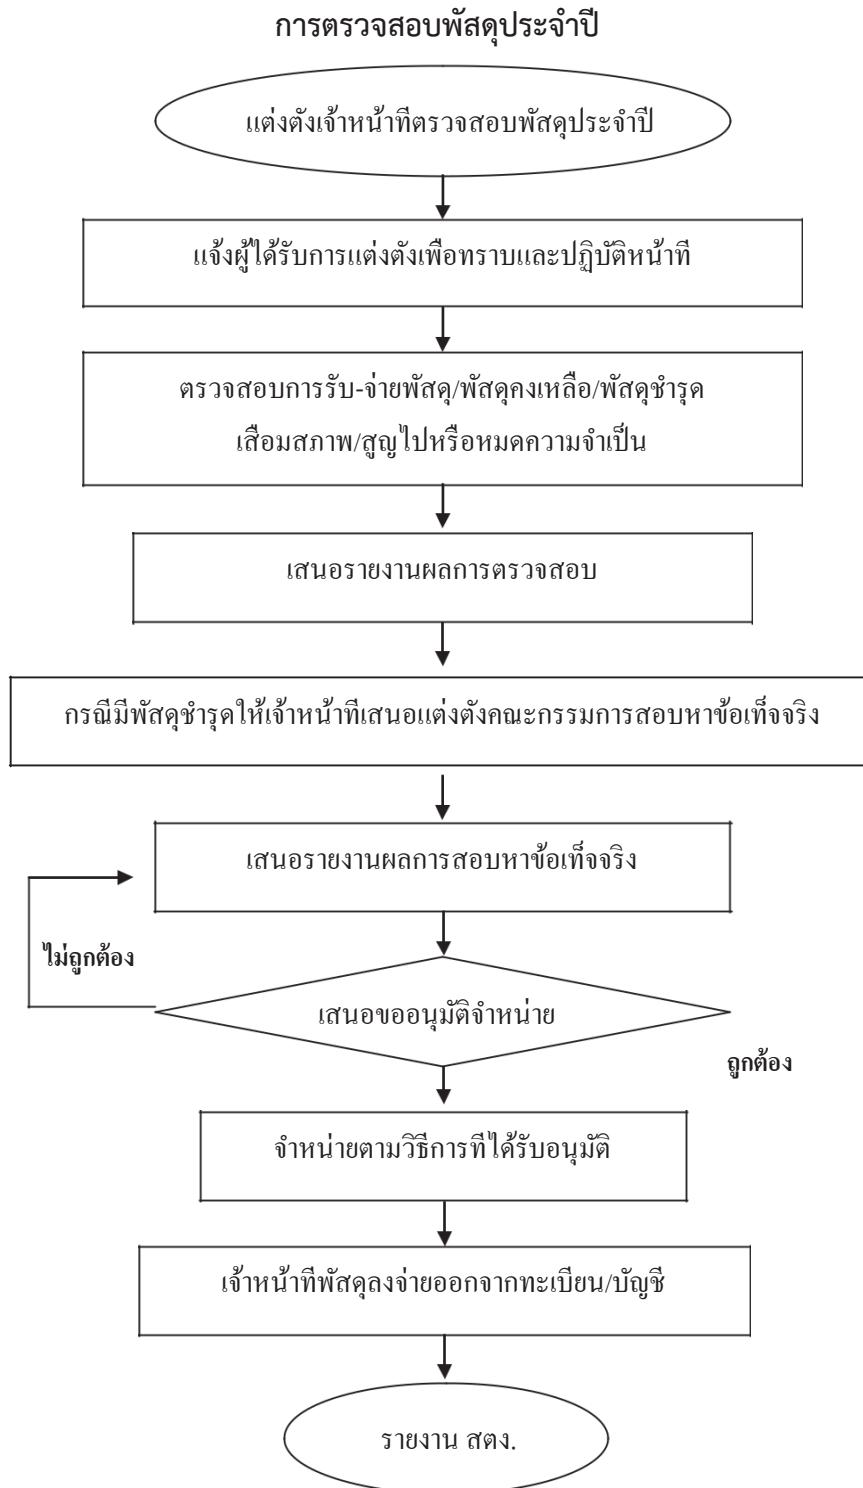 การตรวจสอบพัสดุประจำปี
แต่งตังเจ้าหน้าทีตรวจสอบพัสดุประจำปี
แจ้งผู้ได้รับการแต่งตังเพือทราบและปฏิบัติหน้าที
ตรวจสอบการรับ-จ่ายพัสดุ/พัสดุคงเหลือ/พัสดุชำรุด
เสือมสภาพ/สูญไปหรือหมดความจำเป็น
เสนอรายงานผลการตรวจสอบ
กรณีมีพัสดุชำรุดให้เจ้าหน้าทีเสนอแต่งตังคณะกรรมการสอบหาข้อเท็จจริง
เสนอรายงานผลการสอบหาข้อเท็จจริง
ไม่ถูกต้อง
เสนอขออนุมัติจำหน่าย
ถูกต้อง
จำหน่ายตามวิธีการทีได้รับอนุมัติ
เจ้าหน้าทีพัสดุลงจ่ายออกจากทะเบียน/บัญชี
รายงาน สตง.